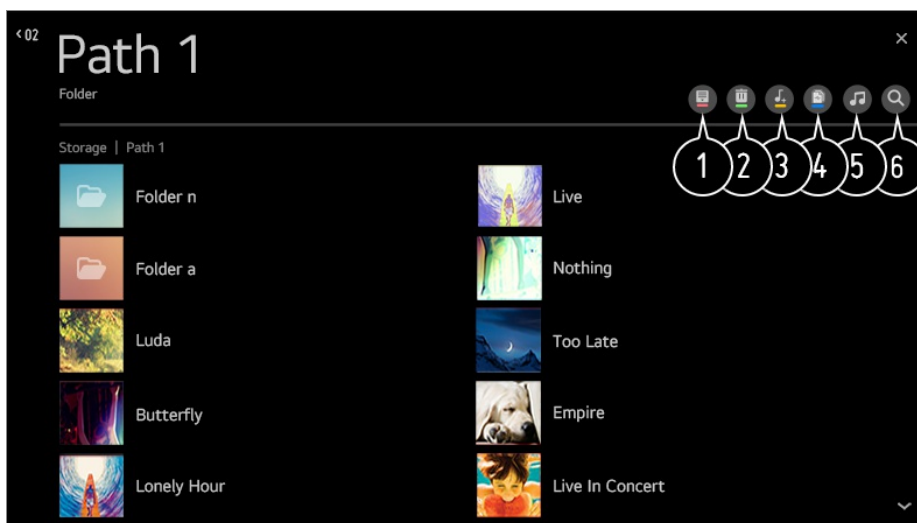 <02
Path 1
Folder
1 2 3 4 5 6
Storage | Path 1
Folder n
Live
Folder a
Nothing
Luda
Too Late
Butterfly
Empire
Lonely Hour
Live In Concert